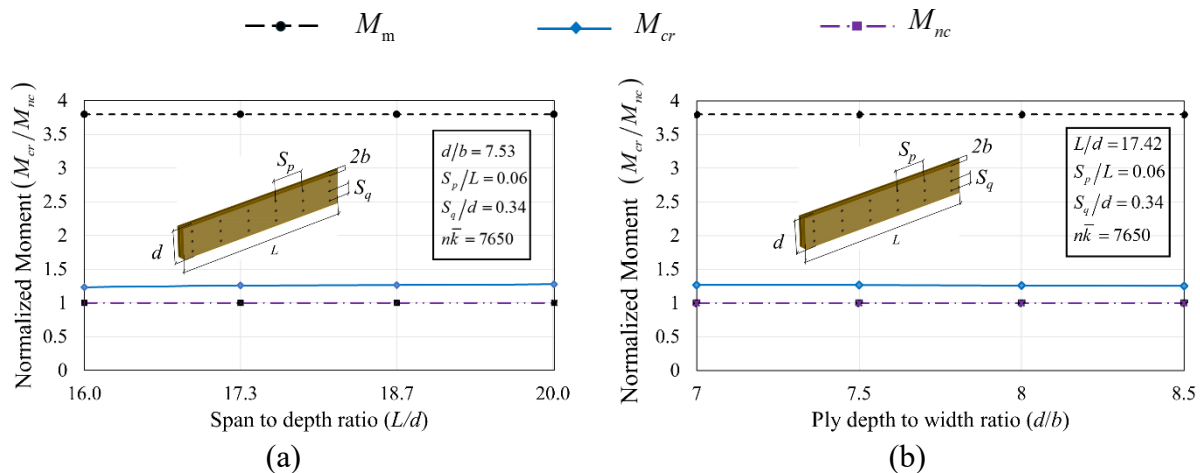 M_m M_cr M_nc
Normalized Moment (M_cr/M_nc)
4
3.5
3
2.5
2
1.5
1
0.5
0
16.0 17.3 18.7 20.0
Span to depth ratio (L/d)
d/b = 7.53
S_p/L = 0.06
S_q/d = 0.34
nk̅ = 7650
S_p
2b
S_q
d
L
(a)
Normalized Moment (M_cr/M_nc)
4
3.5
3
2.5
2
1.5
1
0.5
0
7 7.5 8 8.5
Ply depth to width ratio (d/b)
L/d = 17.42
S_p/L = 0.06
S_q/d = 0.34
nk̅ = 7650
S_p
2b
S_q
d
L
(b)